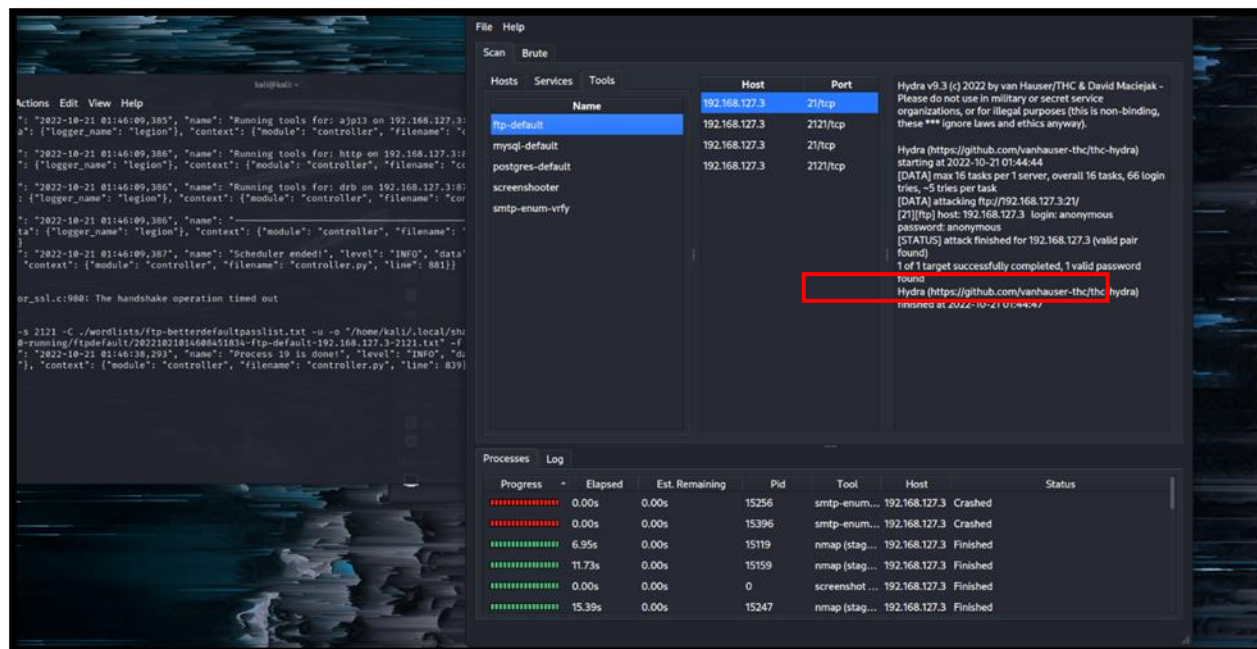 kali@kali: ~
Actions Edit View Help
": "2022-10-21 01:46:09,385", "name": "Running tools for: ajp13 on 192.168.127.3:
a": {"logger_name": "legion"}, "context": {"module": "controller", "filename": "c
": "2022-10-21 01:46:09,386", "name": "Running tools for: http on 192.168.127.3:8
": {"logger_name": "legion"}, "context": {"module": "controller", "filename": "co
": "2022-10-21 01:46:09,386", "name": "Running tools for: drb on 192.168.127.3:87
: {"logger_name": "legion"}, "context": {"module": "controller", "filename": "con
": "2022-10-21 01:46:09,386", "name": "
ta": {"logger_name": "legion"}, "context": {"module": "controller", "filename": "
}
": "2022-10-21 01:46:09,387", "name": "Scheduler ended!", "level": "INFO", "data"
"context": {"module": "controller", "filename": "controller.py", "line": 881}}
or_ssl.c:980: The handshake operation timed out
-s 2121 -C ./wordlists/ftp-betterdefaultpasslist.txt -u -o "/home/kali/.local/sha
0-running/ftpdefault/20221021014608451834-ftp-default-192.168.127.3-2121.txt" -f
": "2022-10-21 01:46:38,293", "name": "Process 19 is done!", "level": "INFO", "da
"}, "context": {"module": "controller", "filename": "controller.py", "line": 839}
File Help
Scan Brute
Hosts Services Tools
Name
ftp-default
mysql-default
postgres-default
screenshooter
smtp-enum-vrfy
Host Port
192.168.127.3 21/tcp
192.168.127.3 2121/tcp
192.168.127.3 21/tcp
192.168.127.3 2121/tcp
Hydra v9.3 (c) 2022 by van Hauser/THC & David Maciejak -
Please do not use in military or secret service
organizations, or for illegal purposes (this is non-binding,
these *** ignore laws and ethics anyway).
Hydra (https://github.com/vanhauser-thc/thc-hydra)
starting at 2022-10-21 01:44:44
[DATA] max 16 tasks per 1 server, overall 16 tasks, 66 login
tries, ~5 tries per task
[DATA] attacking ftp://192.168.127.3:21/
[21][ftp] host: 192.168.127.3 login: anonymous
password: anonymous
[STATUS] attack finished for 192.168.127.3 (valid pair
found)
1 of 1 target successfully completed, 1 valid password
found
Hydra (https://github.com/vanhauser-thc/thc-hydra)
finished at 2022-10-21 01:44:47
Processes Log
Progress Elapsed Est. Remaining Pid Tool Host Status
0.00s 0.00s 15256 smtp-enum... 192.168.127.3 Crashed
0.00s 0.00s 15396 smtp-enum... 192.168.127.3 Crashed
6.95s 0.00s 15119 nmap (stag... 192.168.127.3 Finished
11.73s 0.00s 15159 nmap (stag... 192.168.127.3 Finished
0.00s 0.00s 0 screenshot ... 192.168.127.3 Finished
15.39s 0.00s 15247 nmap (stag... 192.168.127.3 Finished